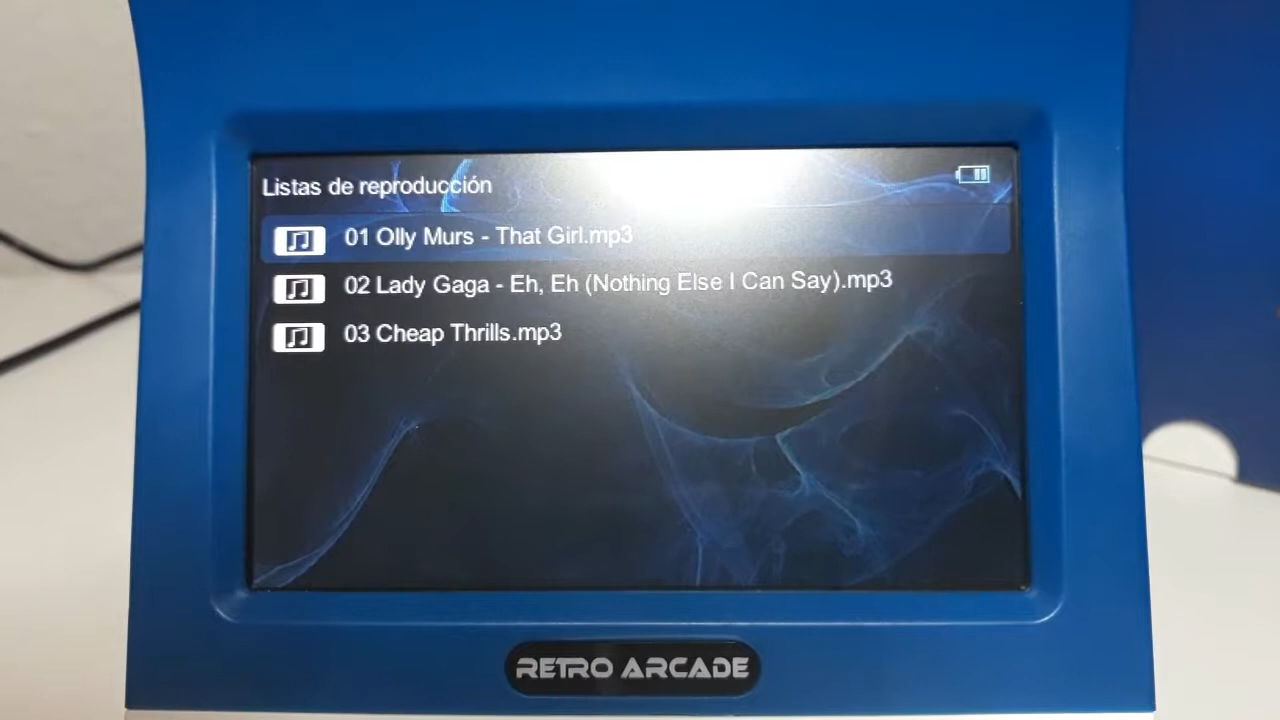 Listas de reproducción
01 Olly Murs - That Girl.mp3
02 Lady Gaga - Eh, Eh (Nothing Else I Can Say).mp3
03 Cheap Thrills.mp3
RETRO ARCADE